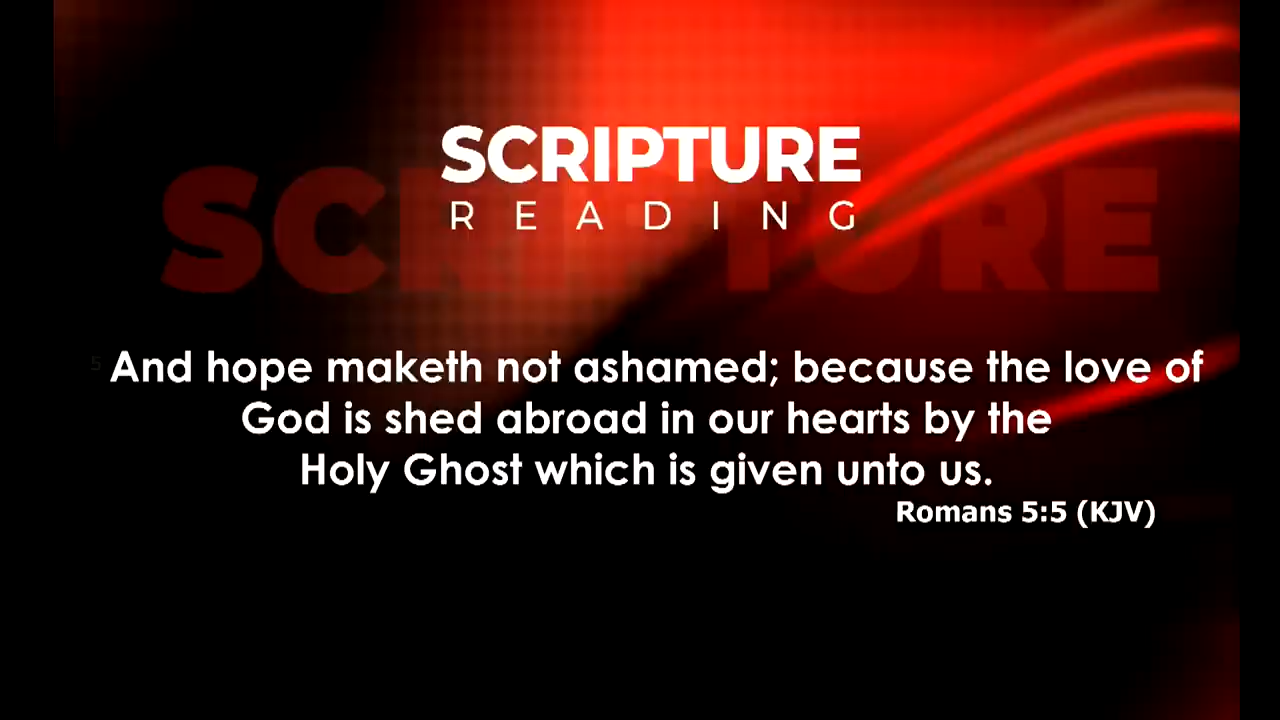 SCRIPTURE
READING
SCRIPTURE
5 And hope maketh not ashamed; because the love of
God is shed abroad in our hearts by the
Holy Ghost which is given unto us.
Romans 5:5 (KJV)